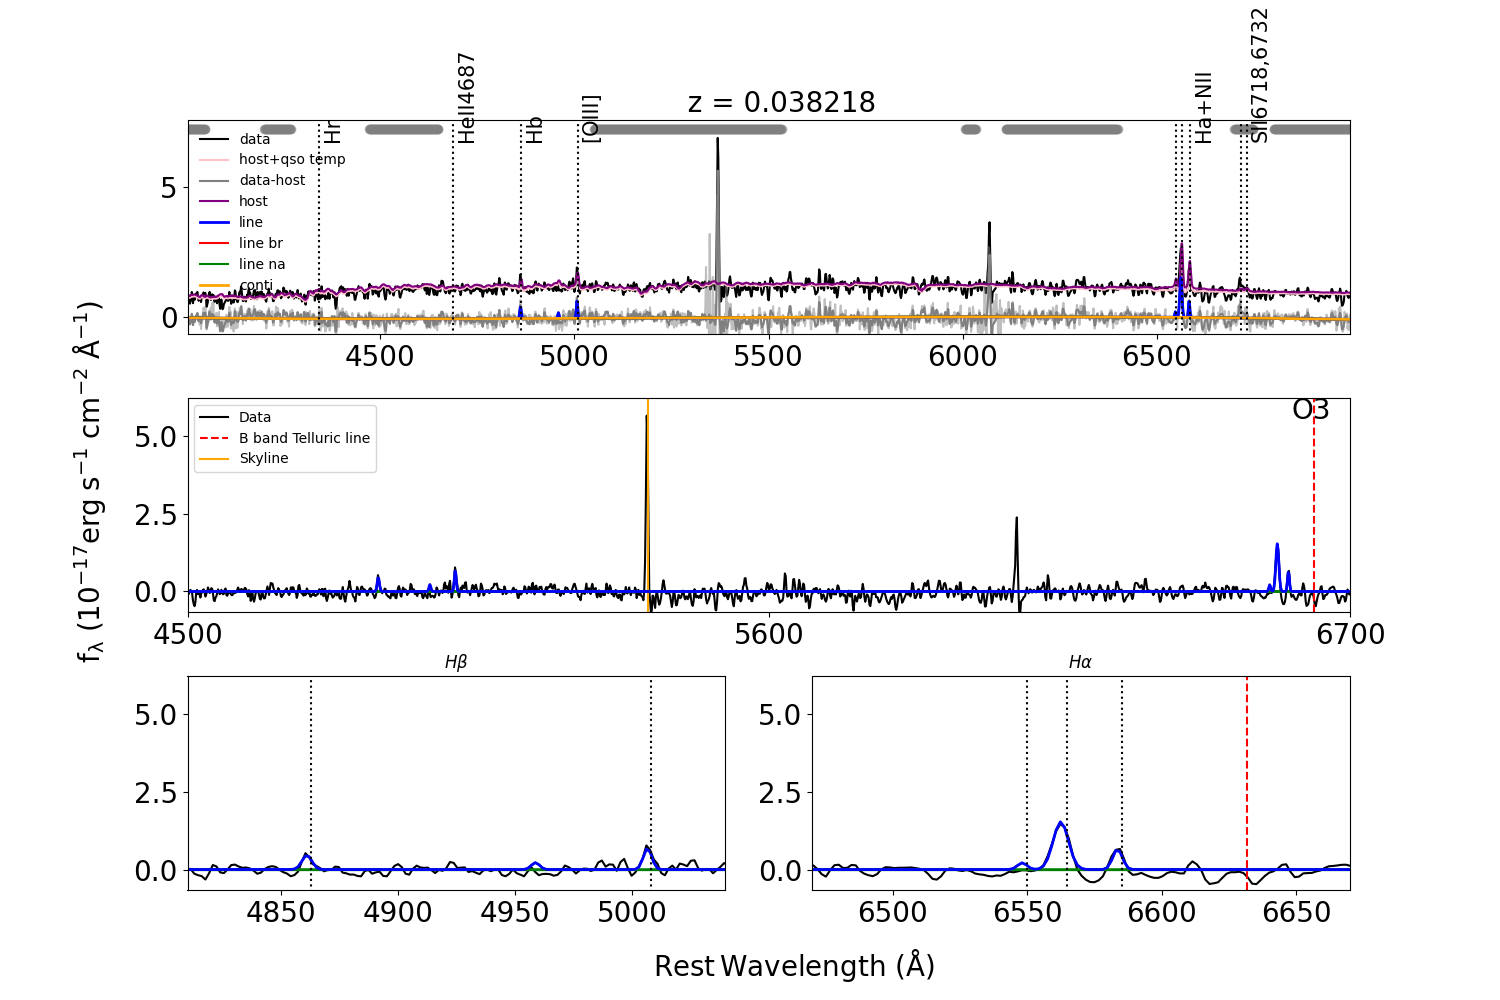 z = 0.038218
Hr
HeII4687
Hb
[OIII]
Ha+NII
SII6718,6732
data
host+qso temp
data-host
host
line
line br
line na
conti
5
0
4500
5000
5500
6000
6500
fλ (10⁻¹⁷erg s⁻¹ cm⁻² Å⁻¹)
Data
B band Telluric line
Skyline
O3
5.0
2.5
0.0
4500
5600
6700
Hβ
5.0
2.5
0.0
4850
4900
4950
5000
Hα
5.0
2.5
0.0
6500
6550
6600
6650
Rest Wavelength (Å)